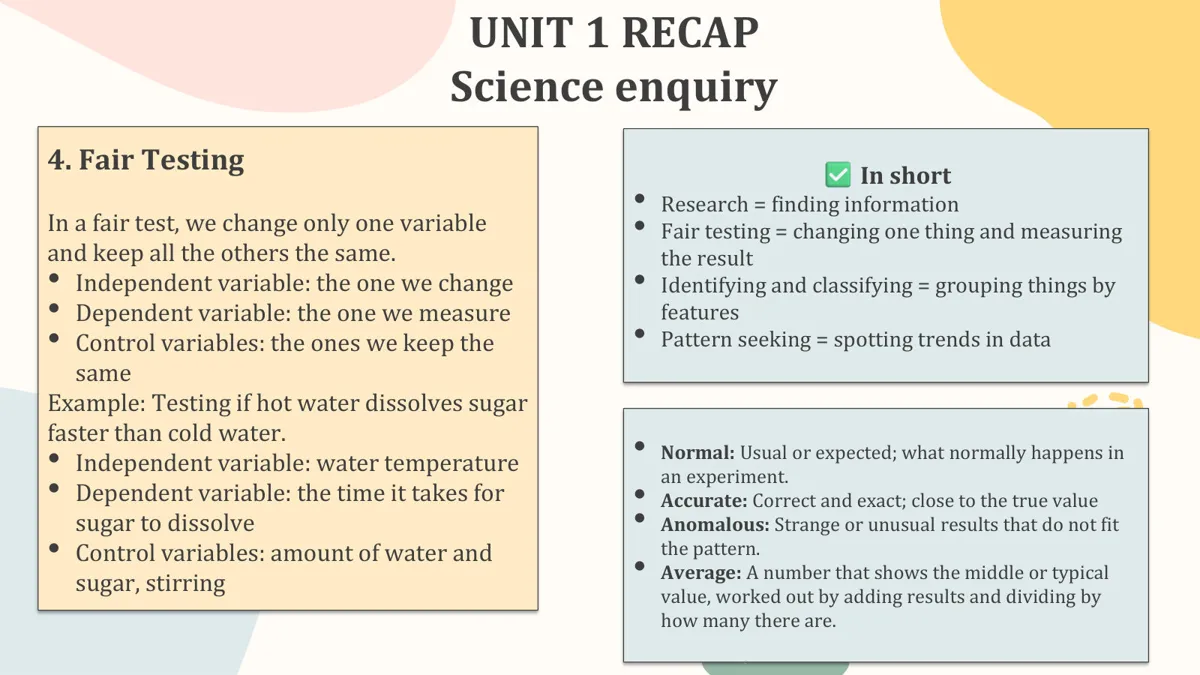 UNIT 1 RECAP
Science enquiry
4. Fair Testing
In a fair test, we change only one variable
and keep all the others the same.
• Independent variable: the one we change
• Dependent variable: the one we measure
• Control variables: the ones we keep the
same
Example: Testing if hot water dissolves sugar
faster than cold water.
• Independent variable: water temperature
• Dependent variable: the time it takes for
sugar to dissolve
• Control variables: amount of water and
sugar, stirring
✅ In short
• Research = finding information
• Fair testing = changing one thing and measuring
the result
• Identifying and classifying = grouping things by
features
• Pattern seeking = spotting trends in data
• Normal: Usual or expected; what normally happens in
an experiment.
• Accurate: Correct and exact; close to the true value
• Anomalous: Strange or unusual results that do not fit
the pattern.
• Average: A number that shows the middle or typical
value, worked out by adding results and dividing by
how many there are.